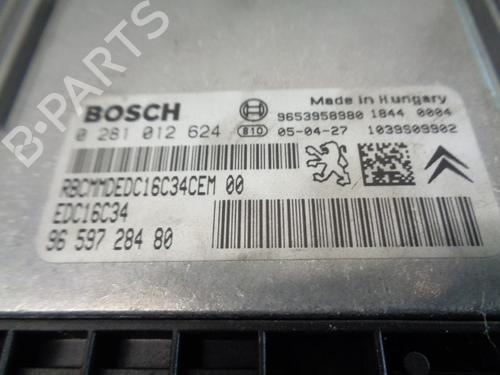 BOSCH
Made in Hungary
9653958980 1844 0004
0 281 012 624 810 05-04-27 1039S09902
RBCMMDEDC16C34CEM 00
EDC16C34
96 597 284 80